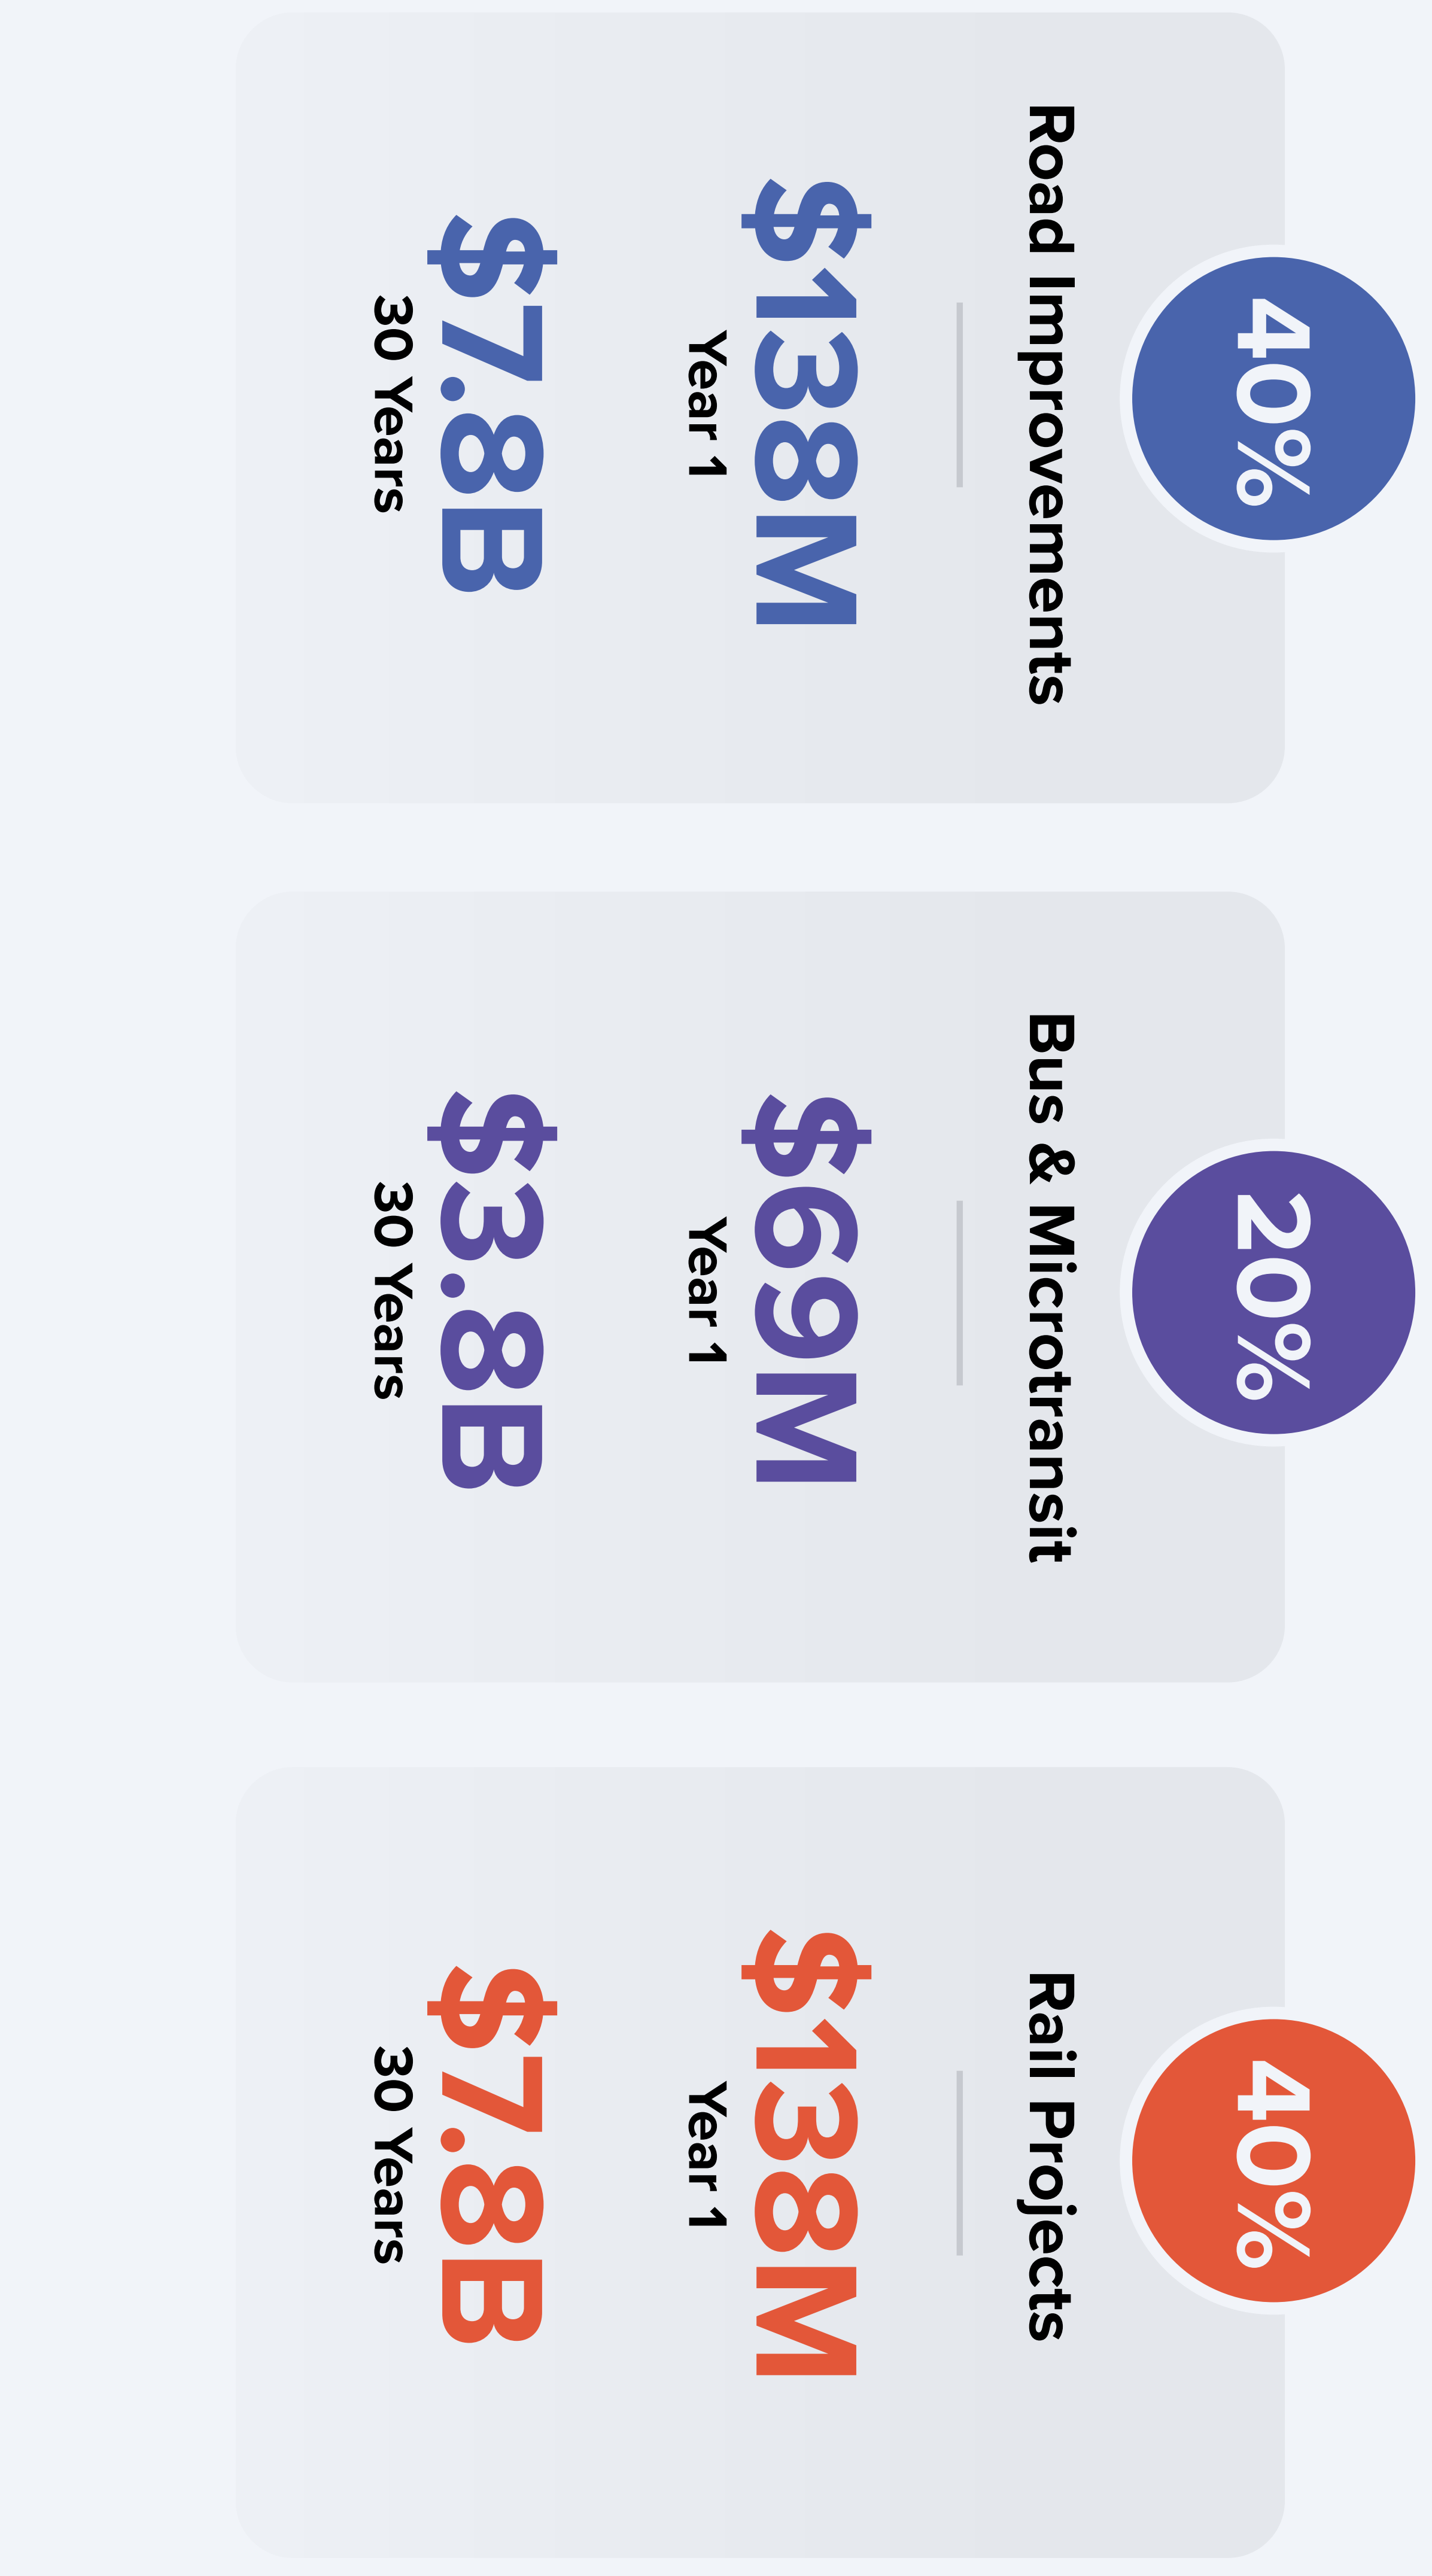 40%
Road Improvements
$138M
Year 1
$7.8B
30 Years
20%
Bus & Microtransit
$69M
Year 1
$3.8B
30 Years
40%
Rail Projects
$138M
Year 1
$7.8B
30 Years